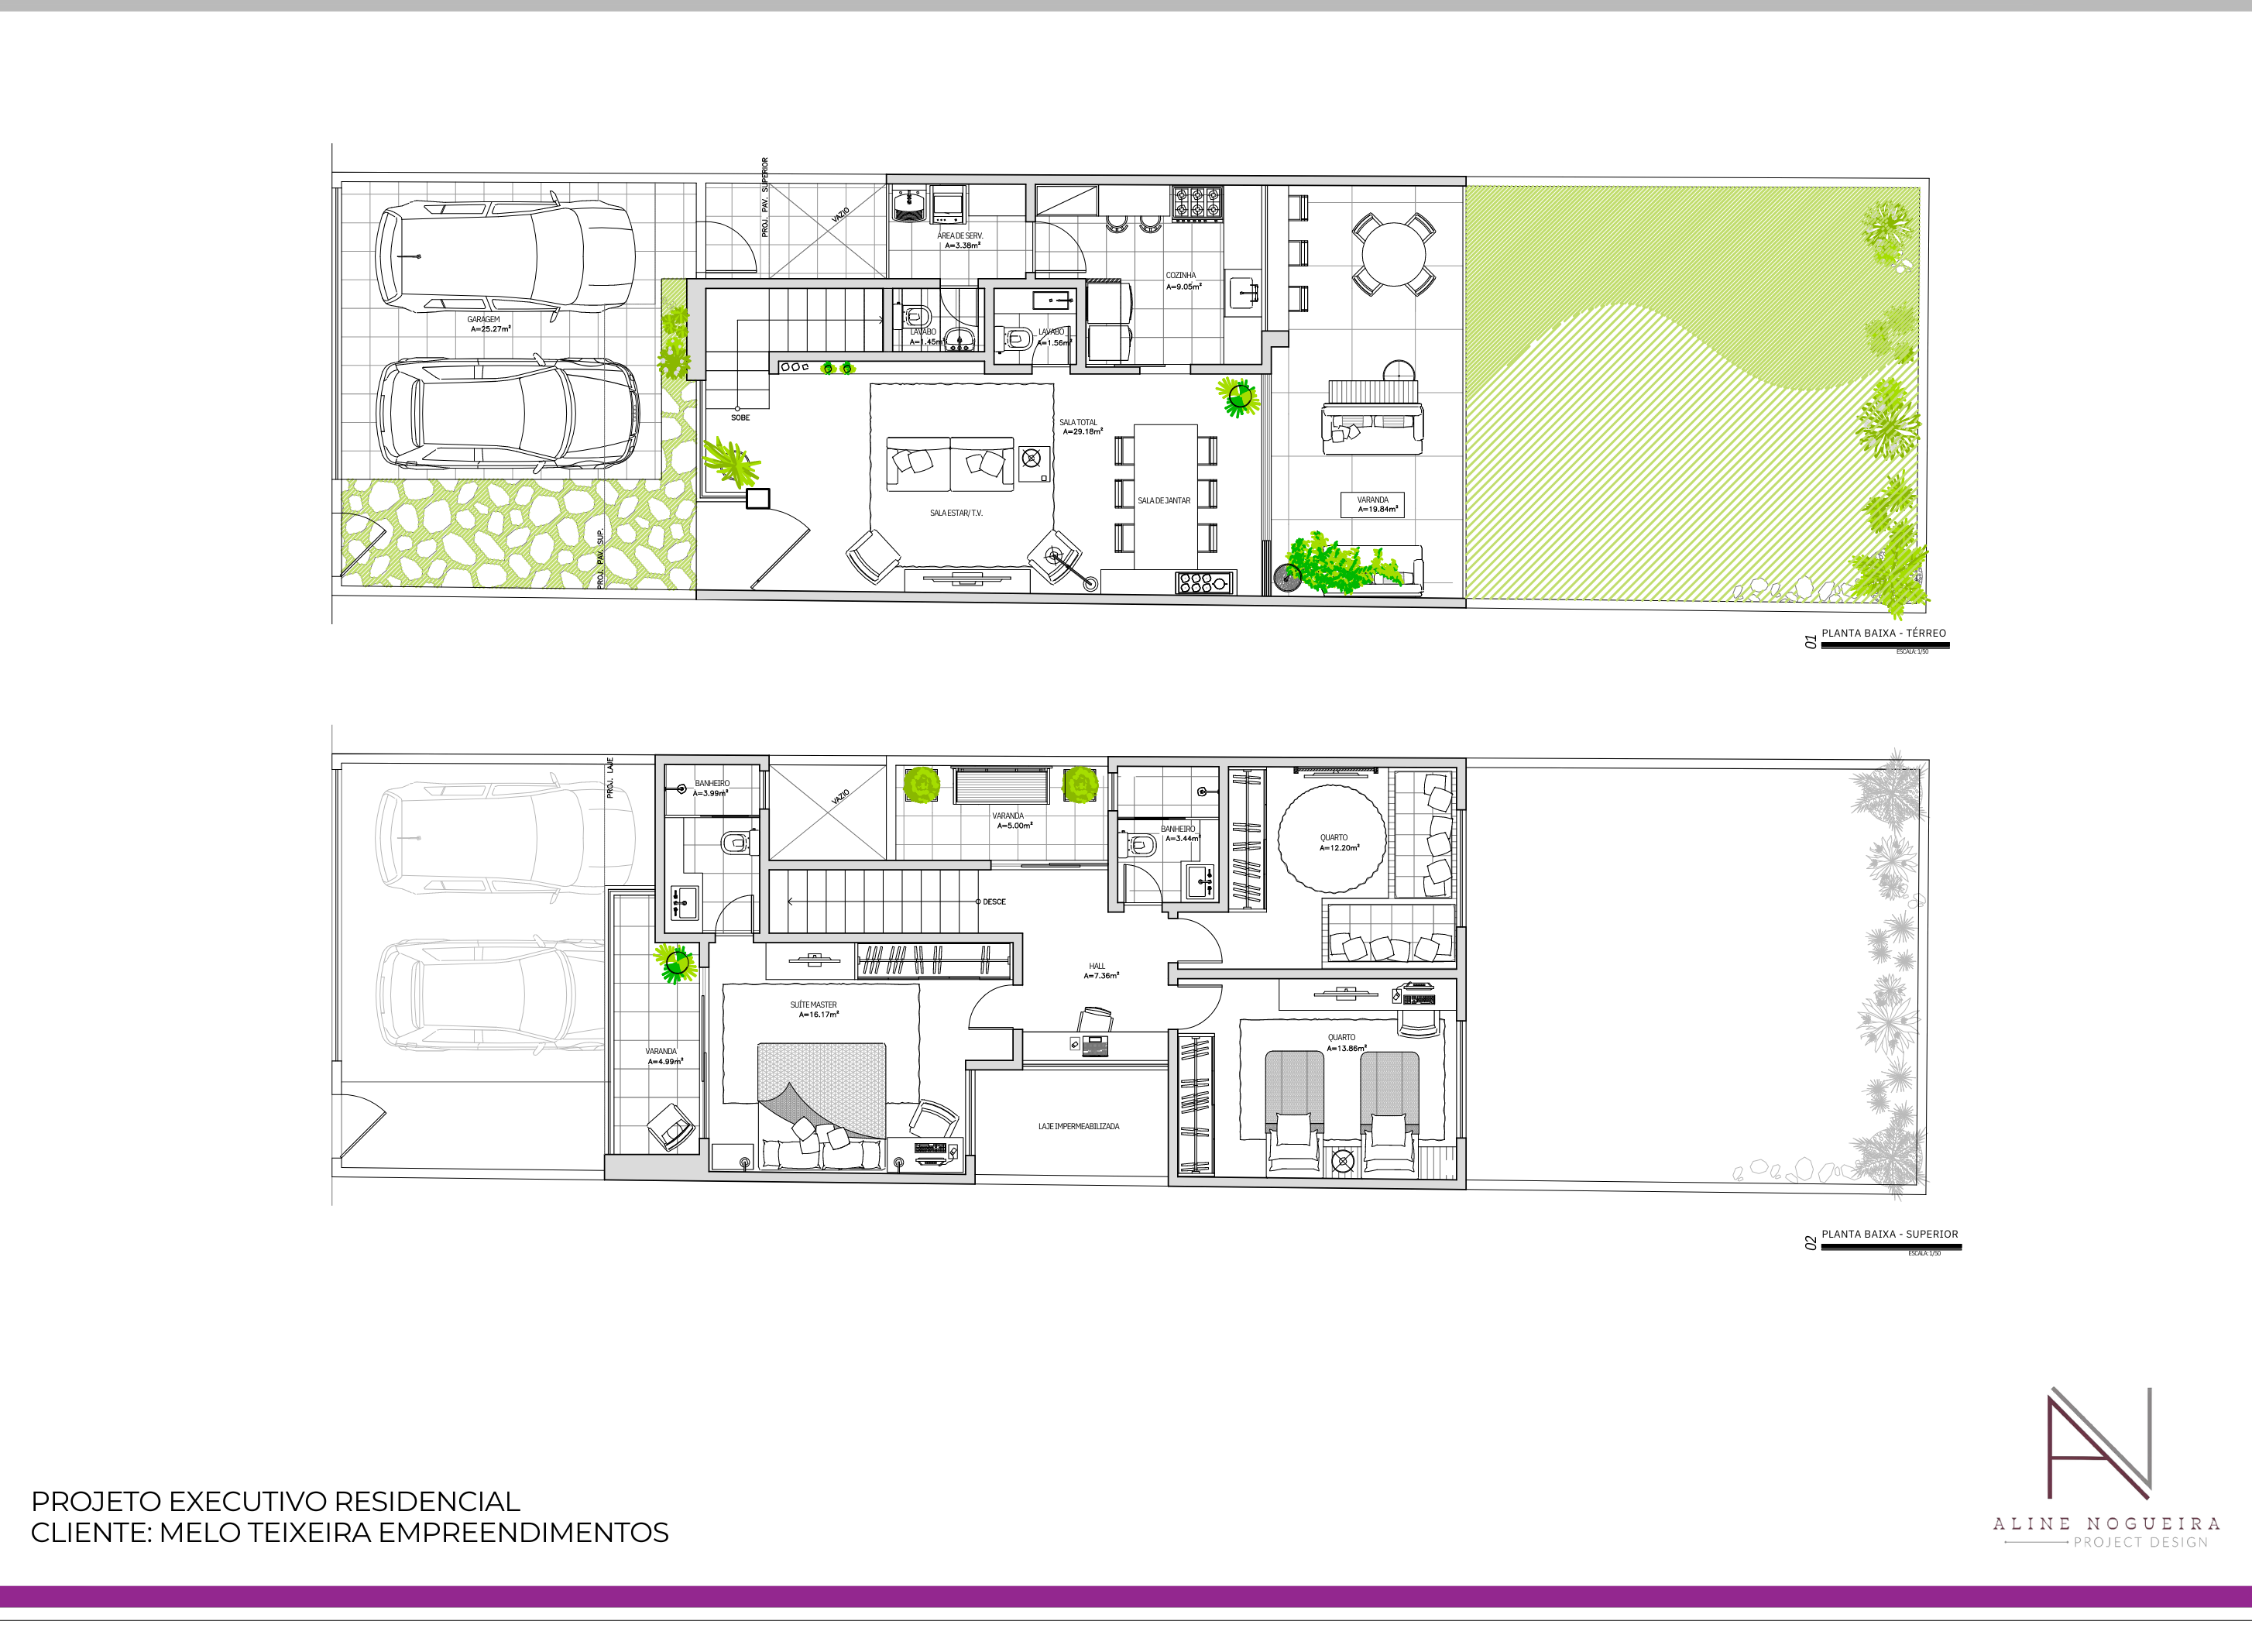 PROJ. PAV. SUPERIOR
VAZIO
ÁREA DE SERV.
A=3.38m²
COZINHA
A=9.05m²
GARAGEM
A=25.27m²
LAVABO
A=1.45m²
LAVABO
A=1.56m²
SOBE
SALA TOTAL
A=29.18m²
SALA DE JANTAR
SALA ESTAR/ T.V.
VARANDA
A=19.84m²
PROJ. PAV. SUP.
01
PLANTA BAIXA - TÉRREO
ESCALA: 1/50
PROJ. LAJE
BANHEIRO
A=3.99m²
VAZIO
VARANDA
A=5.00m²
BANHEIRO
A=3.44m²
QUARTO
A=12.20m²
DESCE
HALL
A=7.36m²
SUÍTE MASTER
A=16.17m²
VARANDA
A=4.99m²
QUARTO
A=13.86m²
LAJE IMPERMEABILIZADA
02
PLANTA BAIXA - SUPERIOR
ESCALA: 1/50
PROJETO EXECUTIVO RESIDENCIAL
CLIENTE: MELO TEIXEIRA EMPREENDIMENTOS
AN
ALINE NOGUEIRA
PROJECT DESIGN